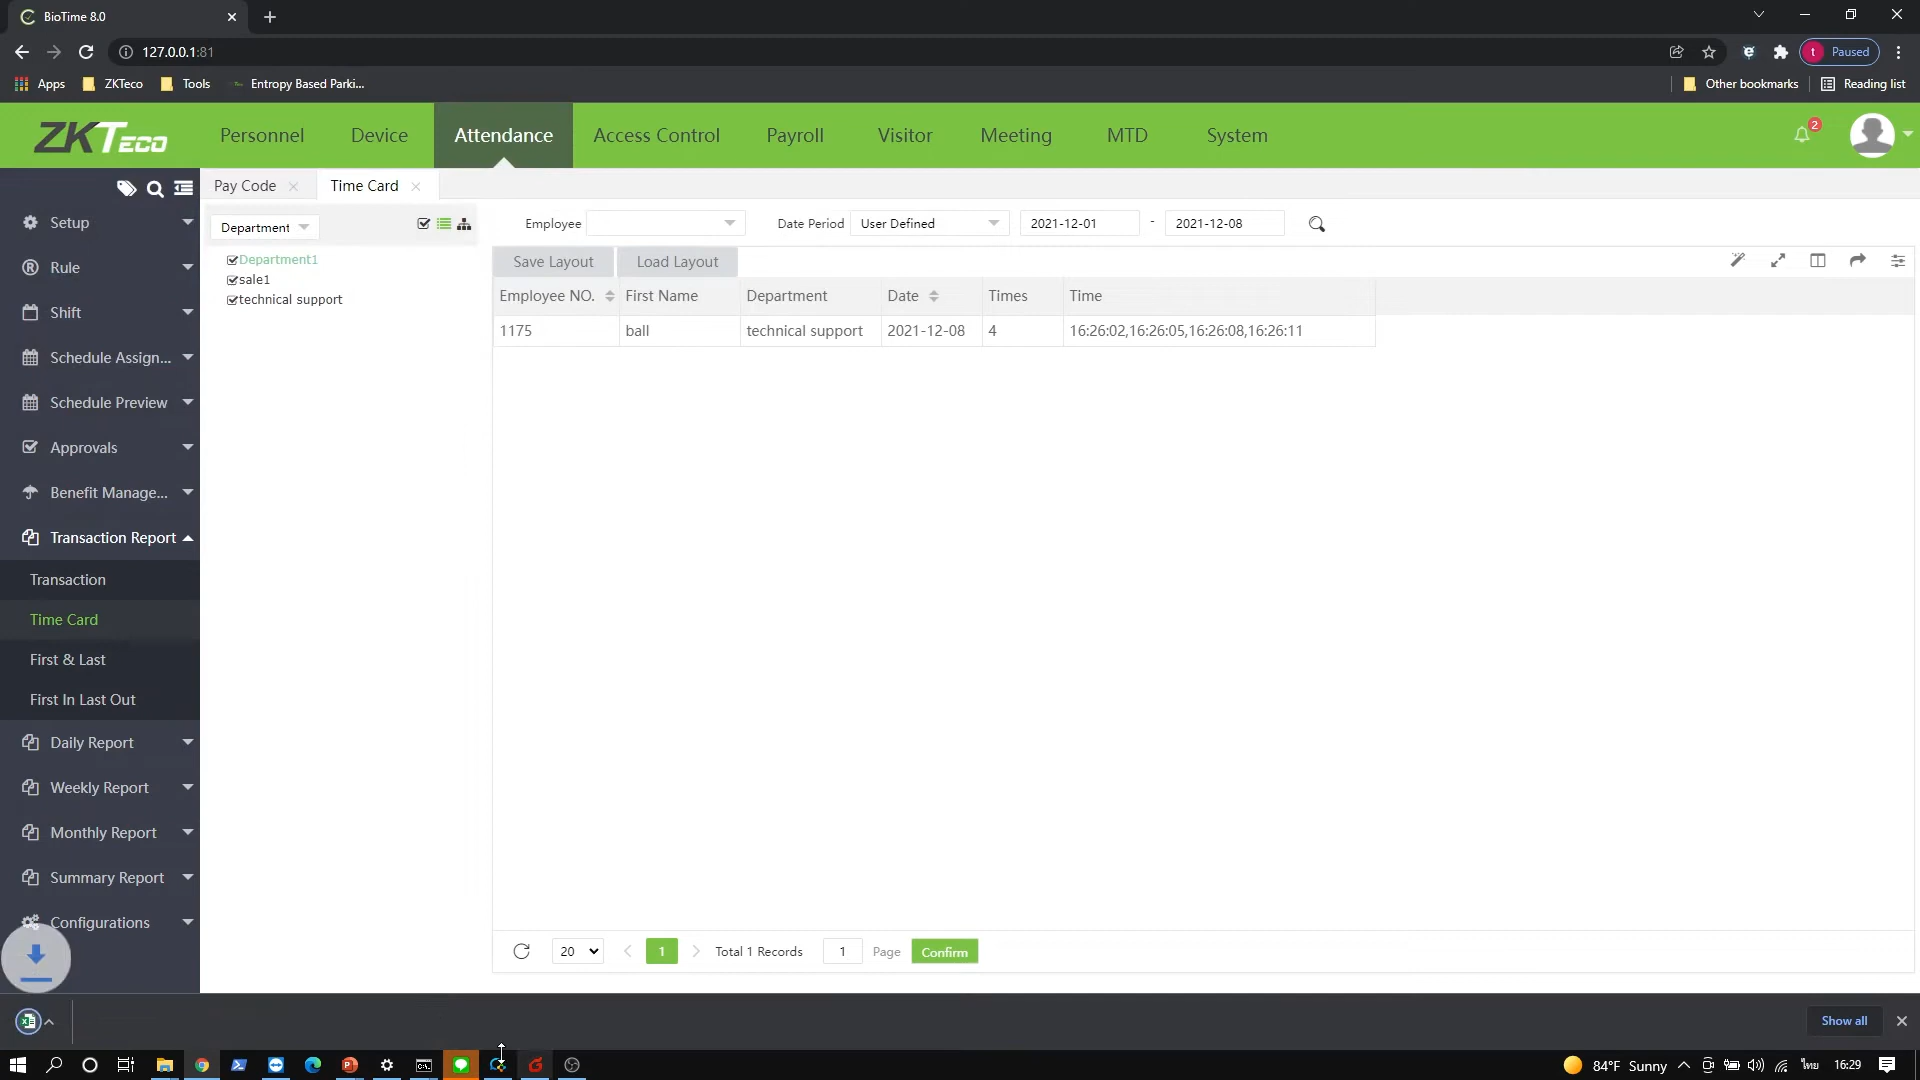 BioTime 8.0
127.0.0.1:81
Paused
Apps ZKTeco Tools Entropy Based Parki...
Other bookmarks Reading list
ZKTECO
Personnel Device Attendance Access Control Payroll Visitor Meeting MTD System
2
Pay Code Time Card
Setup
Rule
Shift
Schedule Assign...
Schedule Preview
Approvals
Benefit Manage...
Transaction Report
Transaction
Time Card
First & Last
First In Last Out
Daily Report
Weekly Report
Monthly Report
Summary Report
Configurations
Department
Department1
sale1
technical support
Employee Date Period User Defined 2021-12-01 - 2021-12-08
Save Layout Load Layout
Employee NO. First Name Department Date Times Time
1175 ball technical support 2021-12-08 4 16:26:02,16:26:05,16:26:08,16:26:11
20 1 Total 1 Records 1 Page Confirm
Show all
84°F Sunny ไทย 16:29